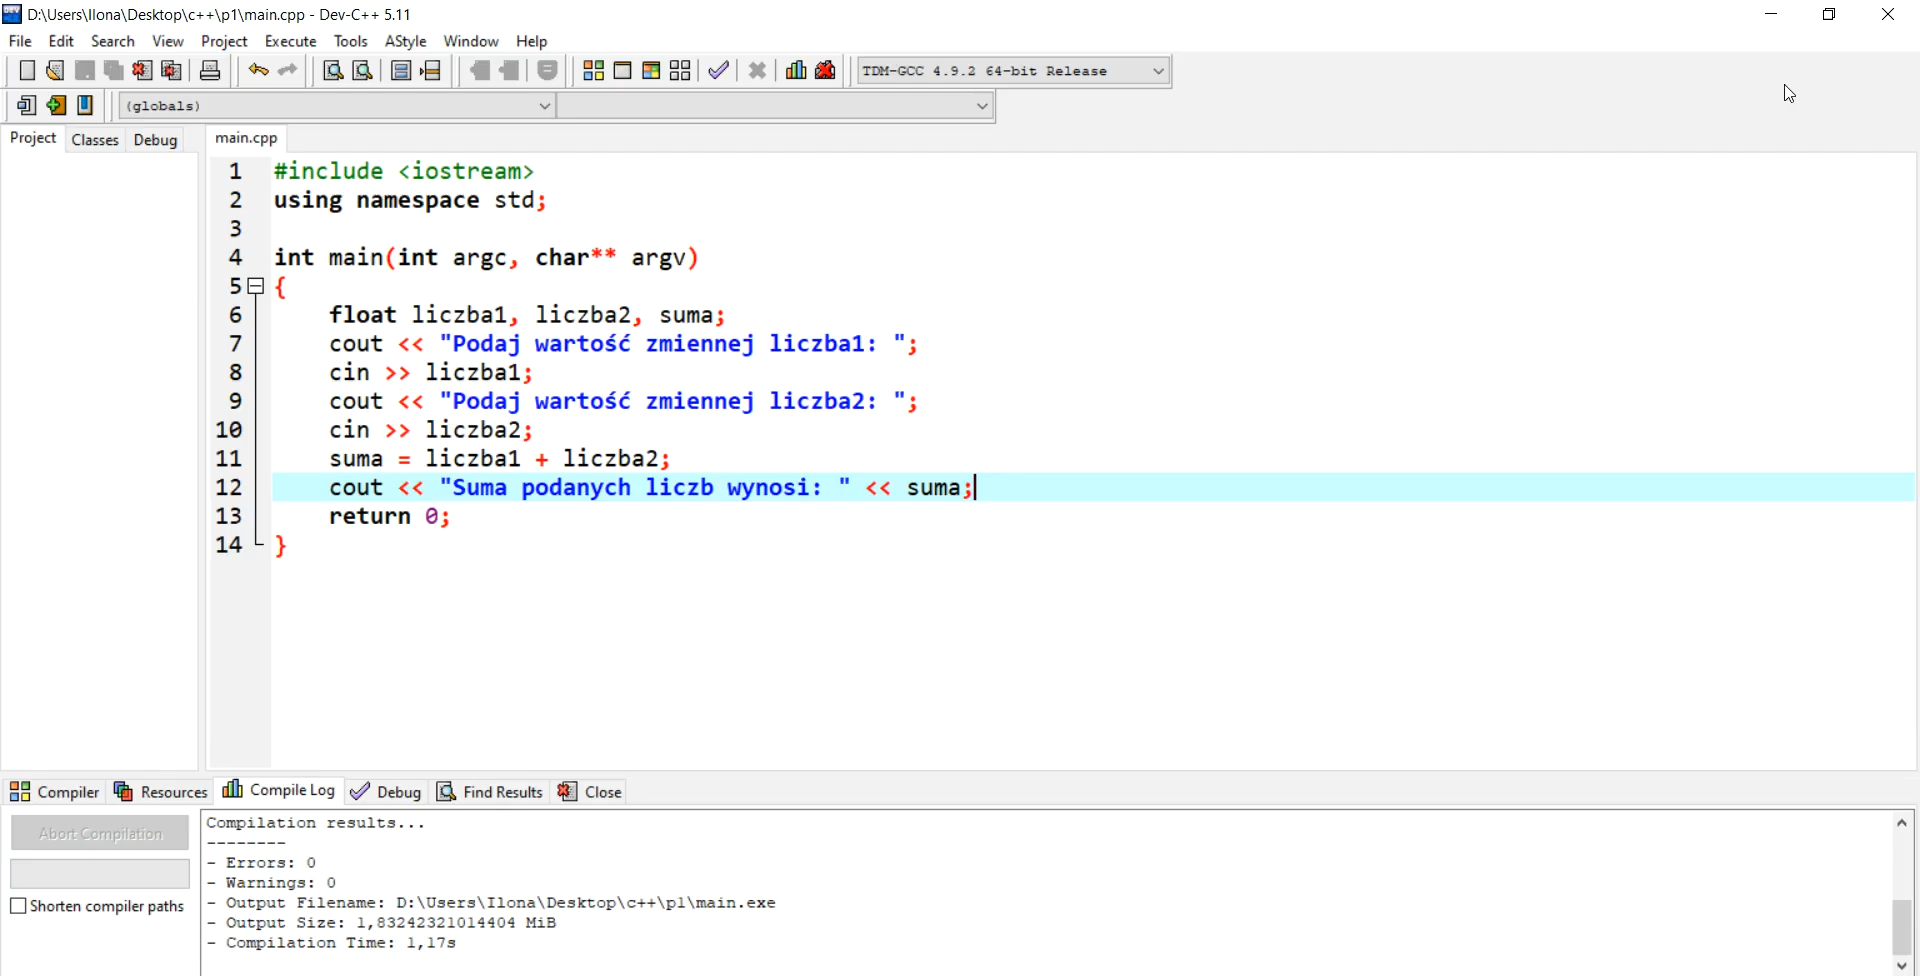 D:\Users\Ilona\Desktop\c++\p1\main.cpp - Dev-C++ 5.11
File Edit Search View Project Execute Tools AStyle Window Help
TDM-GCC 4.9.2 64-bit Release
(globals)
Project Classes Debug main.cpp
1 #include <iostream>
2 using namespace std;
3
4 int main(int argc, char** argv)
5 {
6 float liczba1, liczba2, suma;
7 cout << "Podaj wartość zmiennej liczba1: ";
8 cin >> liczba1;
9 cout << "Podaj wartość zmiennej liczba2: ";
10 cin >> liczba2;
11 suma = liczba1 + liczba2;
12 cout << "Suma podanych liczb wynosi: " << suma;
13 return 0;
14 }
Compiler Resources Compile Log Debug Find Results Close
Abort Compilation
Shorten compiler paths
Compilation results...
--------
- Errors: 0
- Warnings: 0
- Output Filename: D:\Users\Ilona\Desktop\c++\p1\main.exe
- Output Size: 1,83242321014404 MiB
- Compilation Time: 1,17s